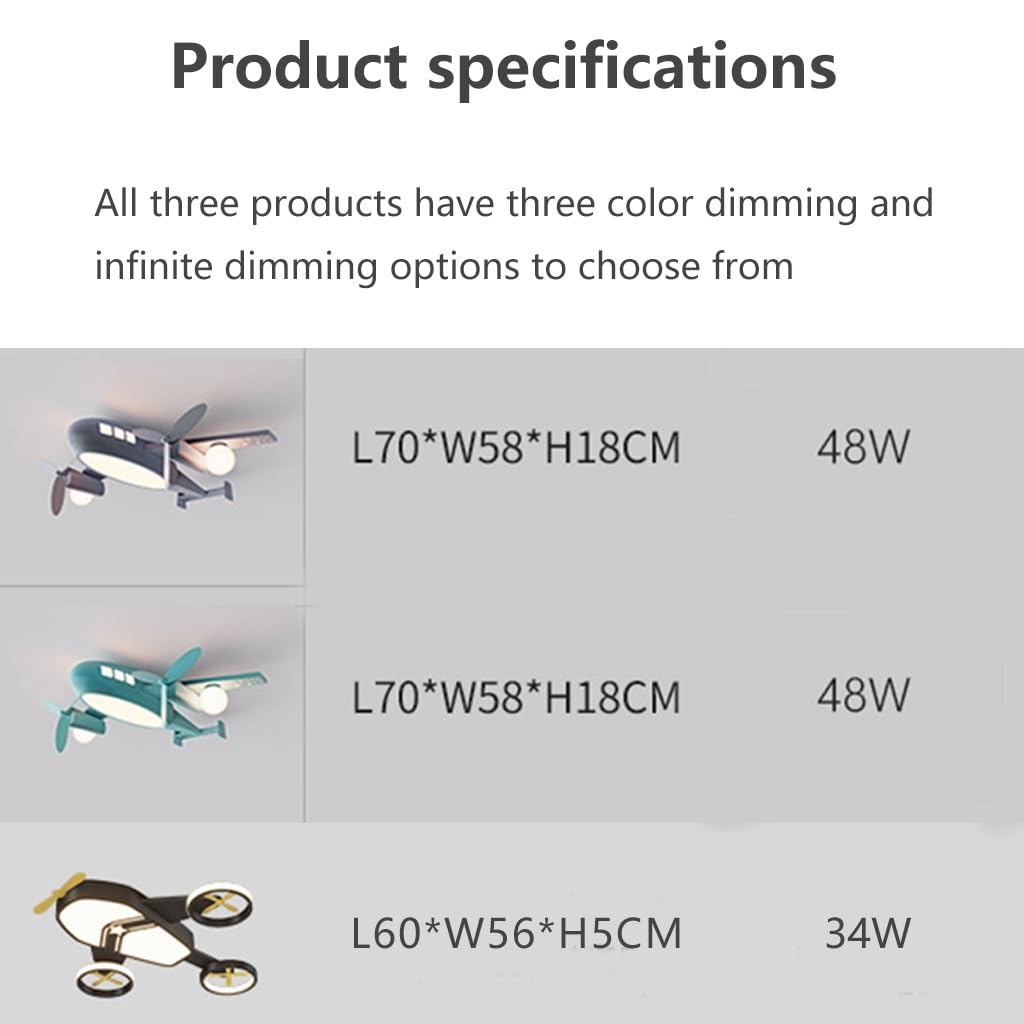 Product specifications
All three products have three color dimming and
infinite dimming options to choose from
L70*W58*H18CM 48W
L70*W58*H18CM 48W
L60*W56*H5CM 34W